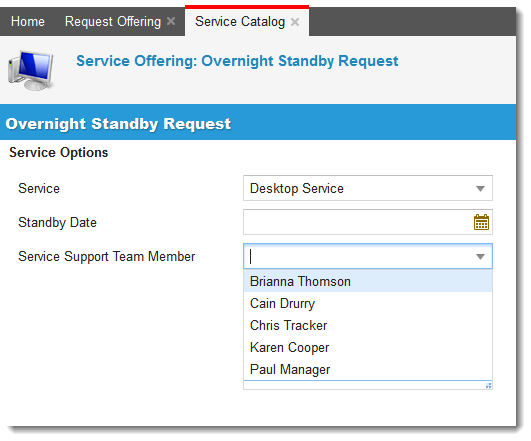 Home Request Offering Service Catalog
Service Offering: Overnight Standby Request
Overnight Standby Request
Service Options
Service Desktop Service
Standby Date
Service Support Team Member
Brianna Thomson
Cain Drurry
Chris Tracker
Karen Cooper
Paul Manager